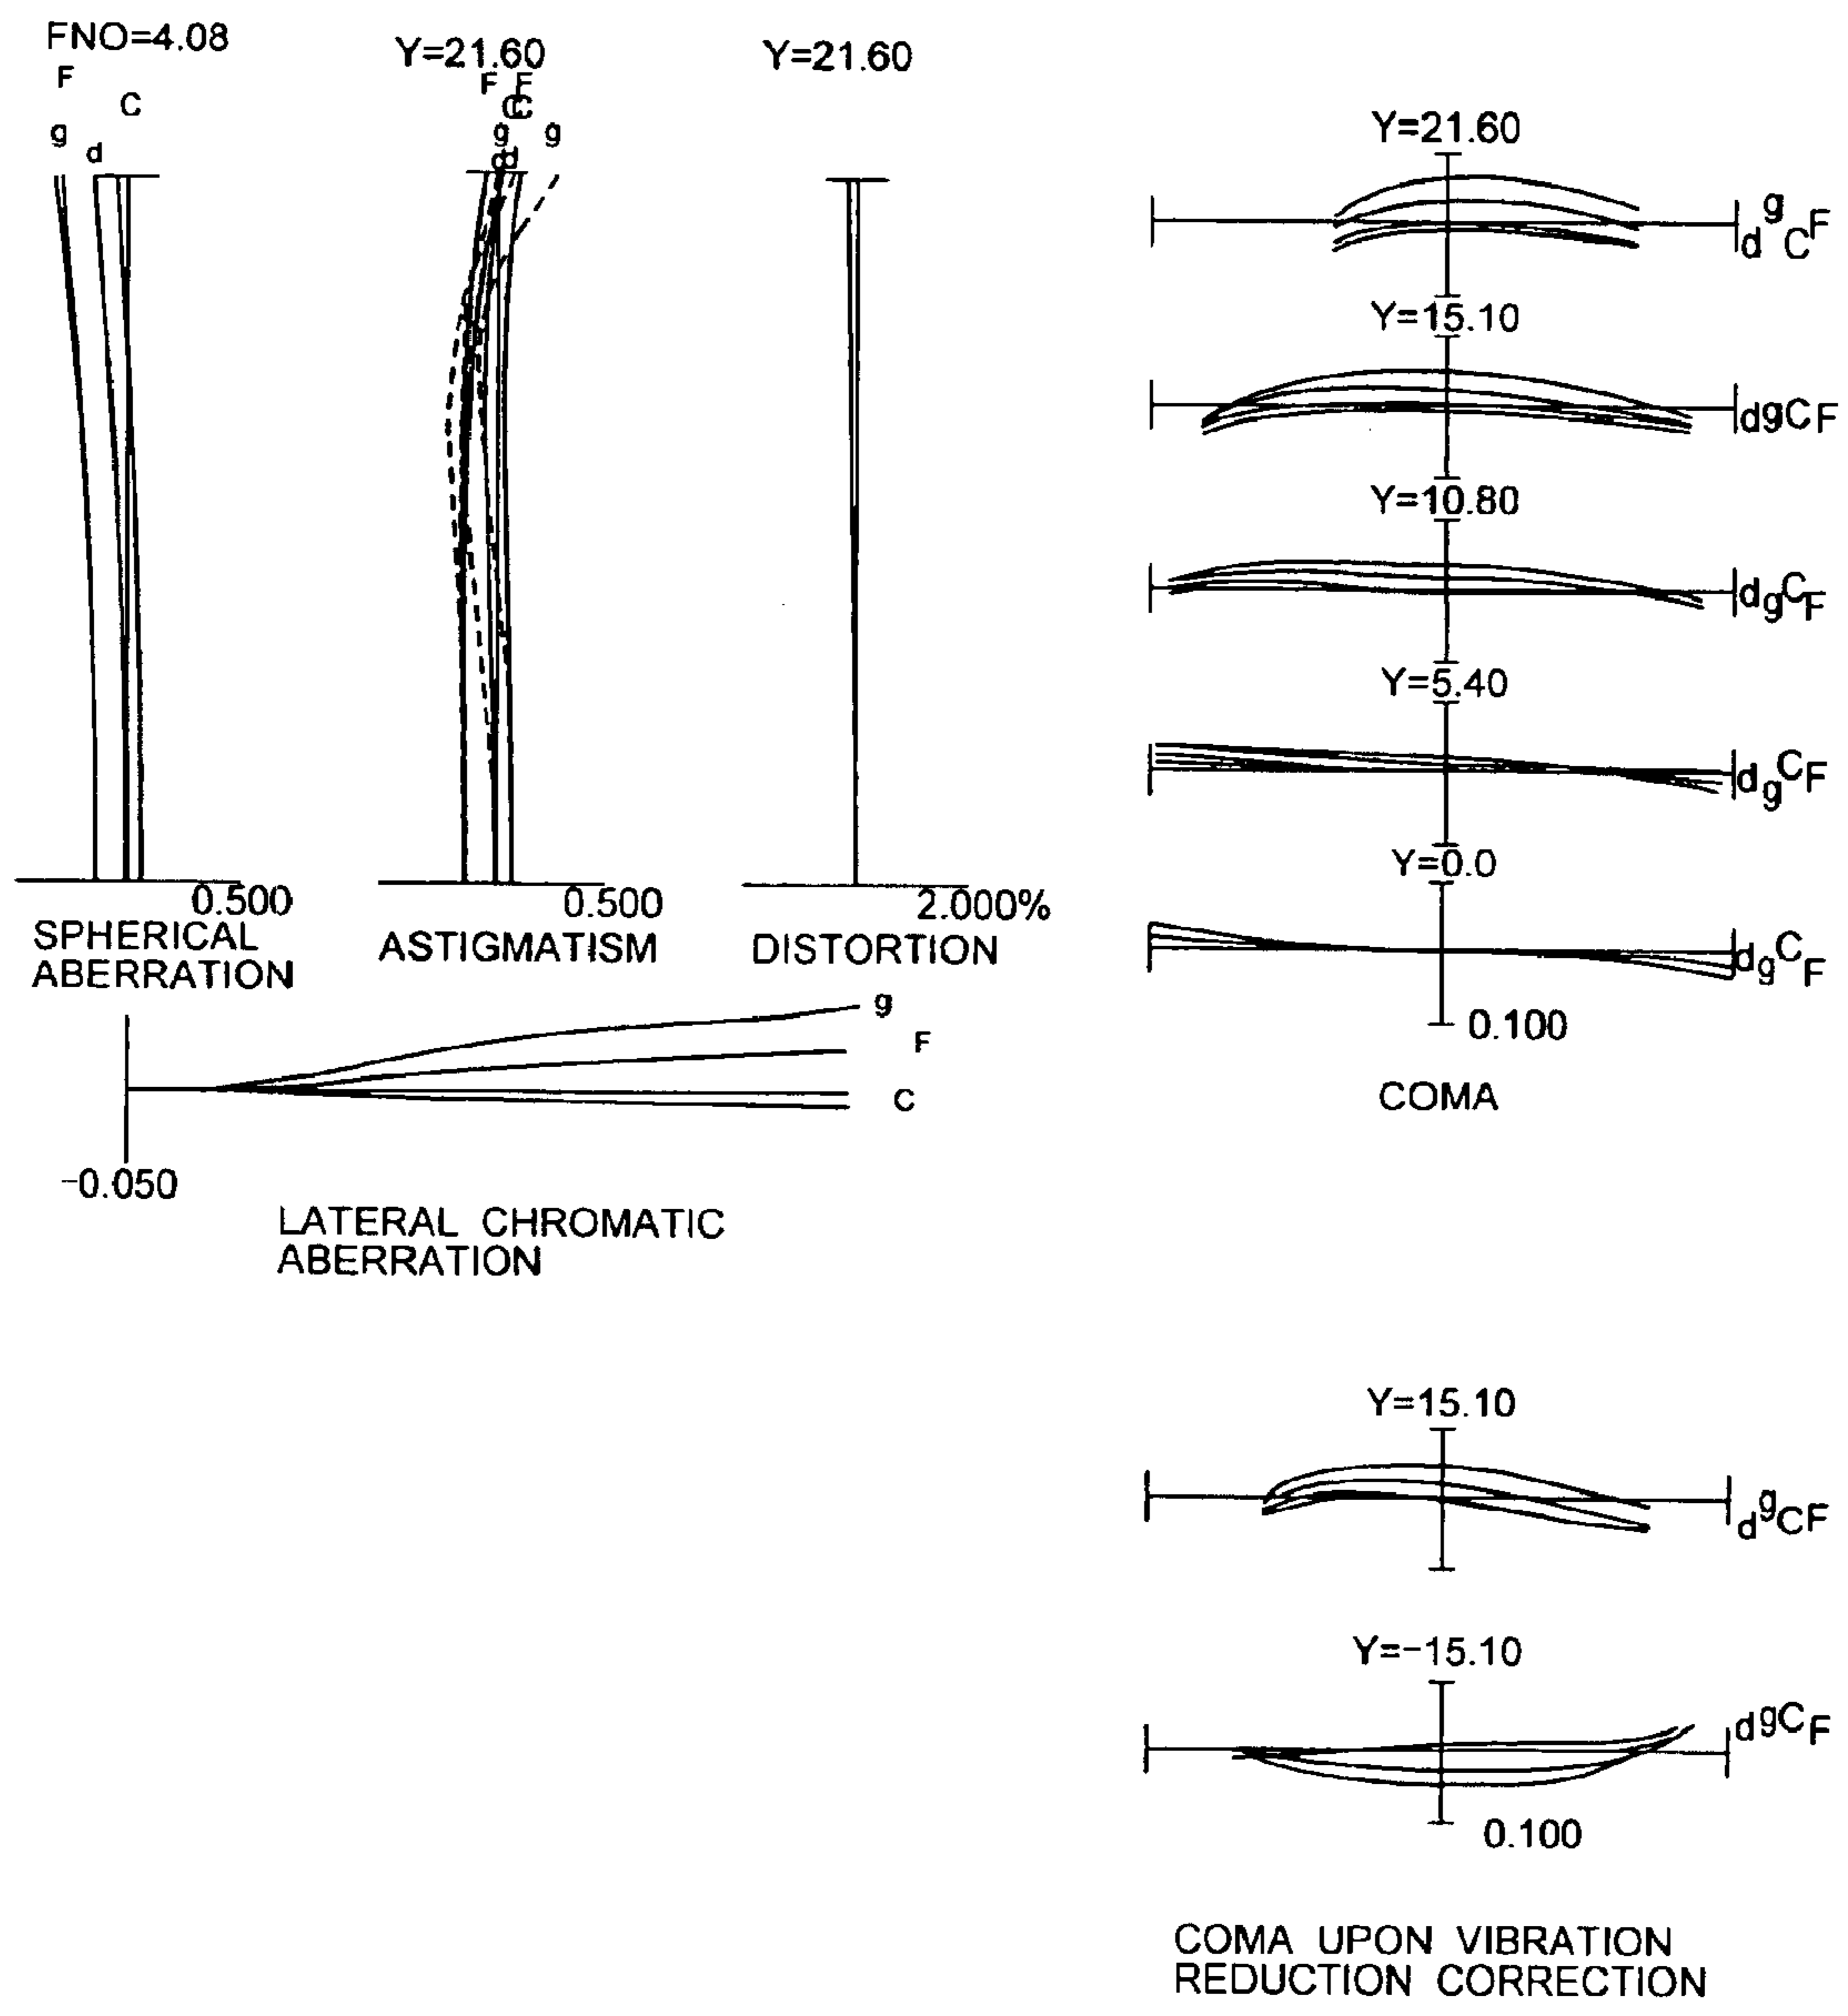 FNO=4.08
F
C
g
d
0.500
SPHERICAL
ABERRATION
Y=21.60
F F
C C
g g
d d
0.500
ASTIGMATISM
Y=21.60
2.000%
DISTORTION
g
F
C
-0.050
LATERAL CHROMATIC
ABERRATION
Y=21.60
d g C F
Y=15.10
d g C F
Y=10.80
d g C F
Y=5.40
d g C F
Y=0.0
d g C F
0.100
COMA
Y=15.10
d g C F
Y=-15.10
d g C F
0.100
COMA UPON VIBRATION
REDUCTION CORRECTION